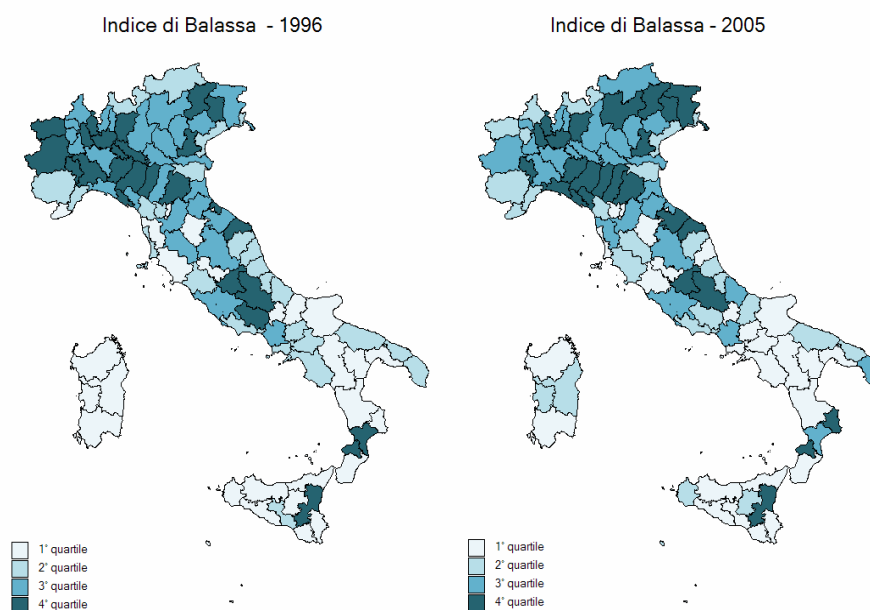 Indice di Balassa - 1996
Indice di Balassa - 2005
1° quartile
2° quartile
3° quartile
4° quartile
1° quartile
2° quartile
3° quartile
4° quartile